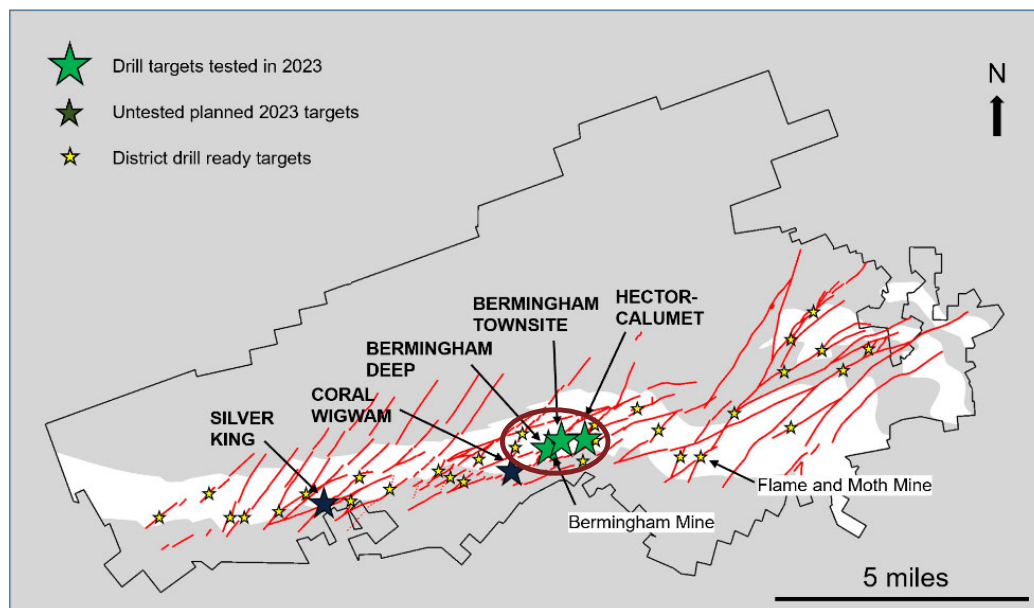 Drill targets tested in 2023
Untested planned 2023 targets
District drill ready targets
N
BERMINGHAM
TOWNSITE
HECTOR-
CALUMET
BERMINGHAM
DEEP
CORAL
WIGWAM
SILVER
KING
Flame and Moth Mine
Bermingham Mine
5 miles